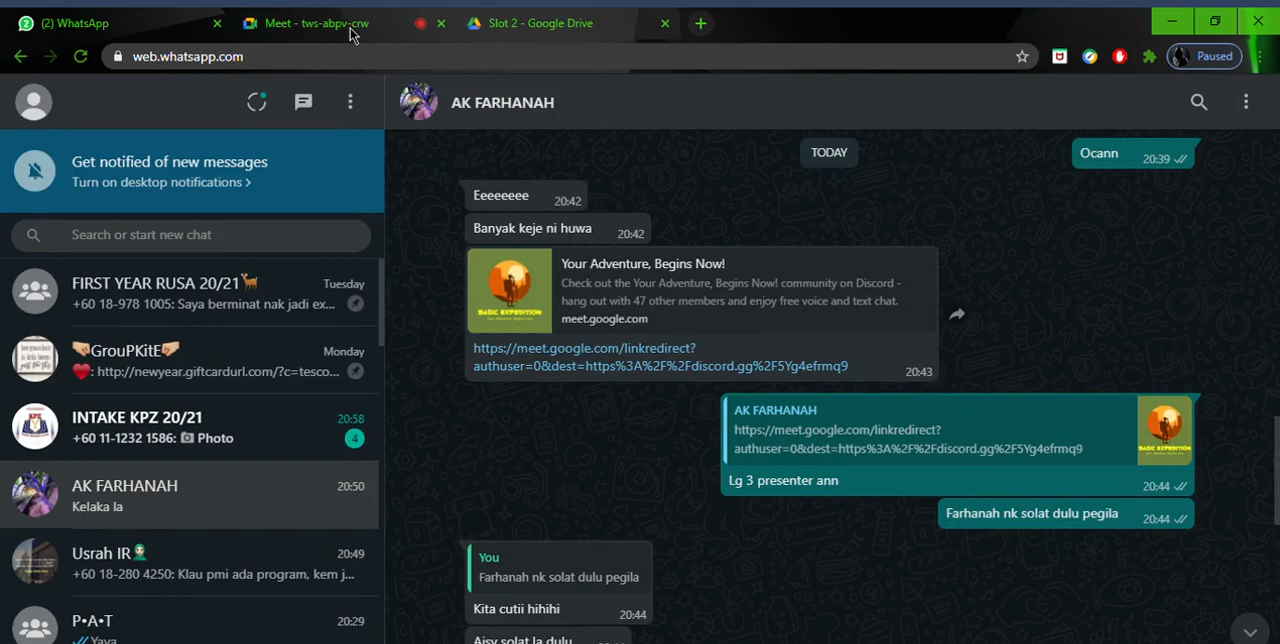 (2) WhatsApp
Meet - tws-abpv-crw
Slot 2 - Google Drive
web.whatsapp.com
Paused
AK FARHANAH
Get notified of new messages
Turn on desktop notifications >
Search or start new chat
FIRST YEAR RUSA 20/21🦌 Tuesday
+60 18-978 1005: Saya berminat nak jadi ex...
🤜🏼GrouPKitE🤛🏼 Monday
❤️: http://newyear.giftcardurl.com/?c=tesco...
INTAKE KPZ 20/21 20:58
+60 11-1232 1586: 📷 Photo 4
AK FARHANAH 20:50
Kelaka la
Usrah IR🧕🏻 20:49
+60 18-280 4250: Klau pmi ada program, kem j...
P•A•T 20:29
Yaya
TODAY
Ocann 20:39
Eeeeeeee 20:42
Banyak keje ni huwa 20:42
BASIC EXPEDITION
Your Adventure, Begins Now!
Check out the Your Adventure, Begins Now! community on Discord -
hang out with 47 other members and enjoy free voice and text chat.
meet.google.com
https://meet.google.com/linkredirect?
authuser=0&dest=https%3A%2F%2Fdiscord.gg%2F5Yg4efrmq9 20:43
AK FARHANAH
https://meet.google.com/linkredirect?
authuser=0&dest=https%3A%2F%2Fdiscord.gg%2F5Yg4efrmq9
BASIC EXPEDITION
Lg 3 presenter ann 20:44
Farhanah nk solat dulu pegila 20:44
You
Farhanah nk solat dulu pegila
Kita cutii hihihi 20:44
Aisy solat la dulu